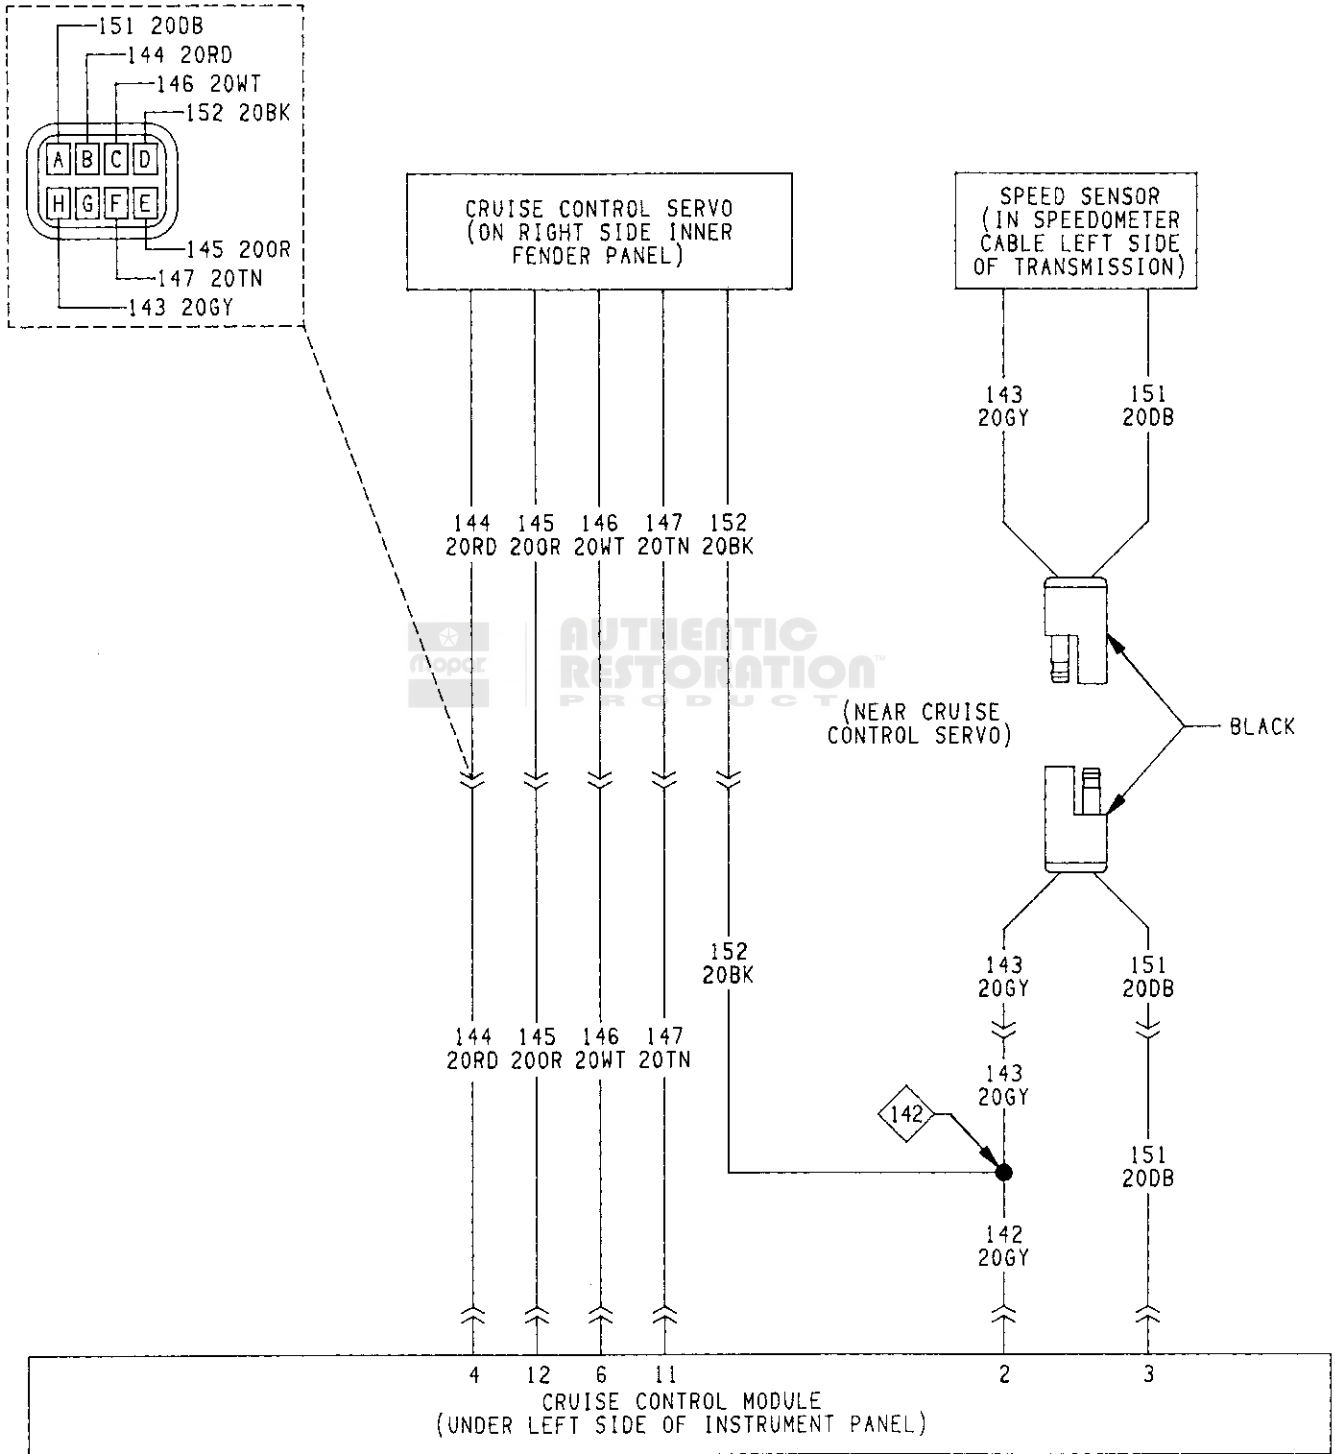 151 20DB
144 20RD
146 20WT
152 20BK
A B C D
H G F E
145 20OR
147 20TN
143 20GY
CRUISE CONTROL SERVO
(ON RIGHT SIDE INNER
FENDER PANEL)
SPEED SENSOR
(IN SPEEDOMETER
CABLE LEFT SIDE
OF TRANSMISSION)
143
20GY
151
20DB
144
20RD
145
20OR
146
20WT
147
20TN
152
20BK
Mopar
AUTHENTIC
RESTORATION™
PRODUCT
(NEAR CRUISE
CONTROL SERVO)
BLACK
152
20BK
143
20GY
151
20DB
144
20RD
145
20OR
146
20WT
147
20TN
143
20GY
142
151
20DB
142
20GY
4 12 6 11 2 3
CRUISE CONTROL MODULE
(UNDER LEFT SIDE OF INSTRUMENT PANEL)